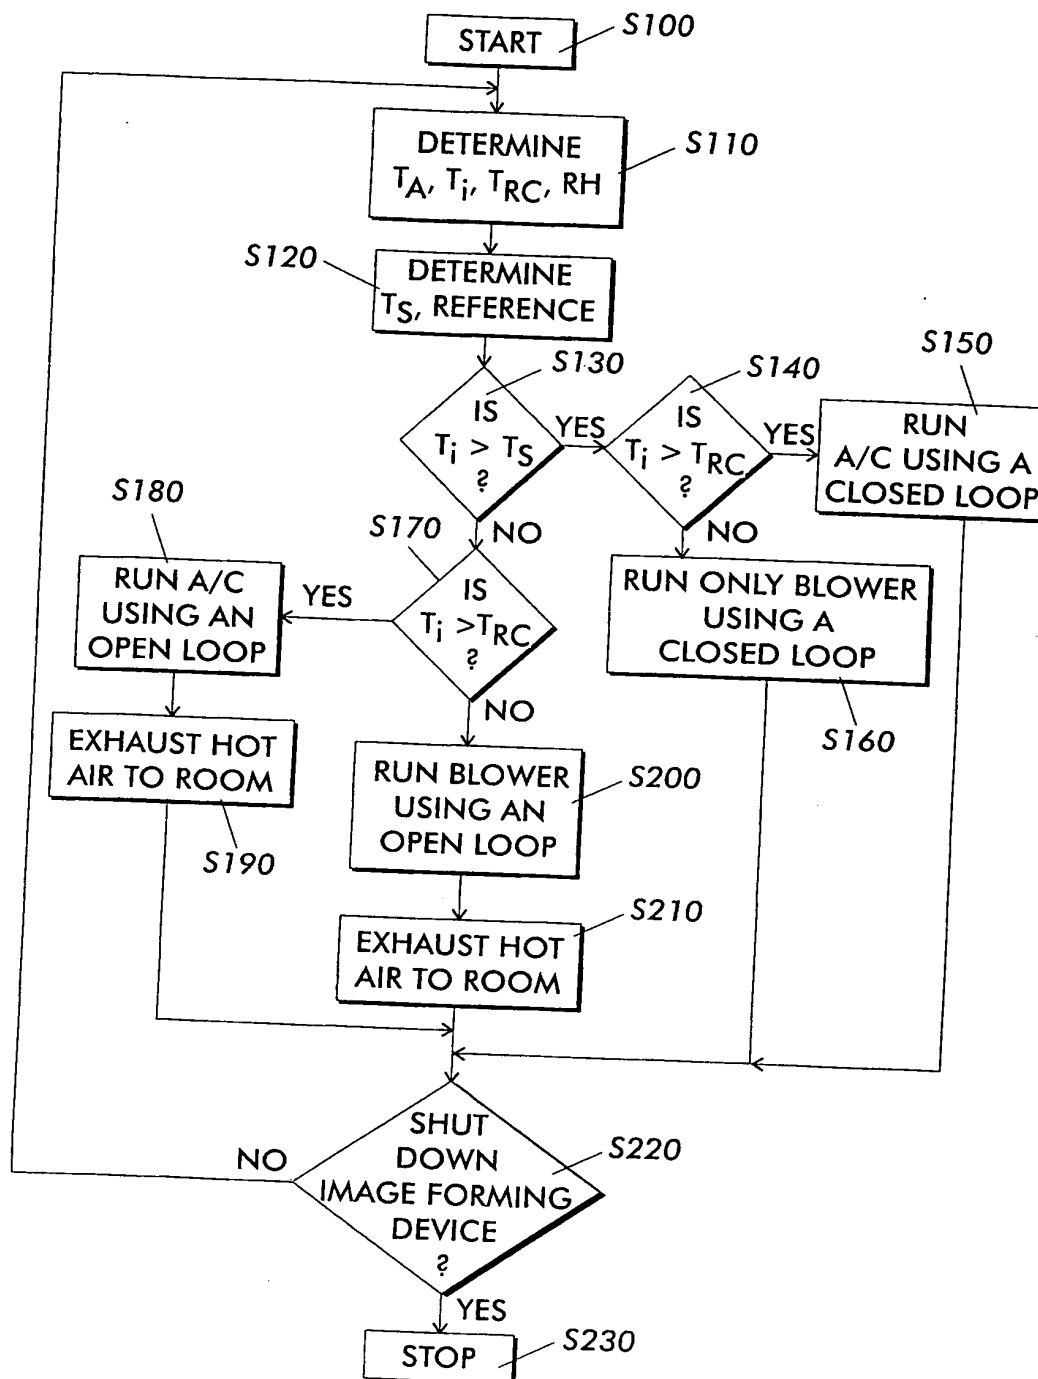 START
S100
DETERMINE
TA, Ti, TRC, RH
S110
S120
DETERMINE
TS, REFERENCE
S130
IS
Ti > TS
?
YES
NO
S140
IS
Ti > TRC
?
YES
NO
S150
RUN
A/C USING A
CLOSED LOOP
RUN ONLY BLOWER
USING A
CLOSED LOOP
S160
S170
IS
Ti >TRC
?
YES
NO
S180
RUN A/C
USING AN
OPEN LOOP
EXHAUST HOT
AIR TO ROOM
S190
RUN BLOWER
USING AN
OPEN LOOP
S200
EXHAUST HOT
AIR TO ROOM
S210
SHUT
DOWN
IMAGE FORMING
DEVICE
?
S220
NO
YES
STOP
S230